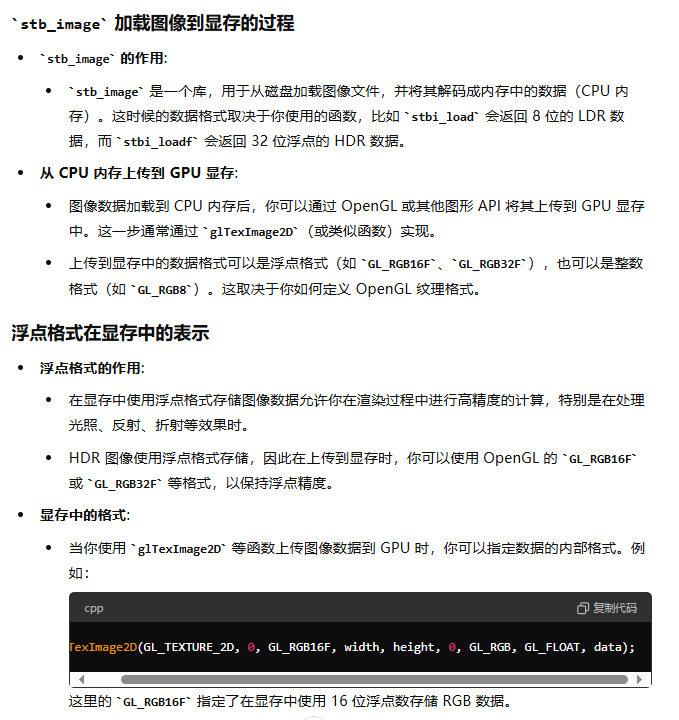 `stb_image` 加载图像到显存的过程
• `stb_image` 的作用:
• `stb_image` 是一个库，用于从磁盘加载图像文件，并将其解码成内存中的数据（CPU 内
存）。这时候的数据格式取决于你使用的函数，比如 `stbi_load` 会返回 8 位的 LDR 数
据，而 `stbi_loadf` 会返回 32 位浮点的 HDR 数据。
• 从 CPU 内存上传到 GPU 显存:
• 图像数据加载到 CPU 内存后，你可以通过 OpenGL 或其他图形 API 将其上传到 GPU 显存
中。这一步通常通过 `glTexImage2D`（或类似函数）实现。
• 上传到显存中的数据格式可以是浮点格式（如 `GL_RGB16F`、`GL_RGB32F`），也可以是整数
格式（如 `GL_RGB8`）。这取决于你如何定义 OpenGL 纹理格式。
浮点格式在显存中的表示
• 浮点格式的作用:
• 在显存中使用浮点格式存储图像数据允许你在渲染过程中进行高精度的计算，特别是在处理
光照、反射、折射等效果时。
• HDR 图像使用浮点格式存储，因此在上传到显存时，你可以使用 OpenGL 的 `GL_RGB16F`
或 `GL_RGB32F` 等格式，以保持浮点精度。
• 显存中的格式:
• 当你使用 `glTexImage2D` 等函数上传图像数据到 GPU 时，你可以指定数据的内部格式。例
如：
cpp 复制代码
TexImage2D(GL_TEXTURE_2D, 0, GL_RGB16F, width, height, 0, GL_RGB, GL_FLOAT, data);
这里的 `GL_RGB16F` 指定了在显存中使用 16 位浮点数存储 RGB 数据。